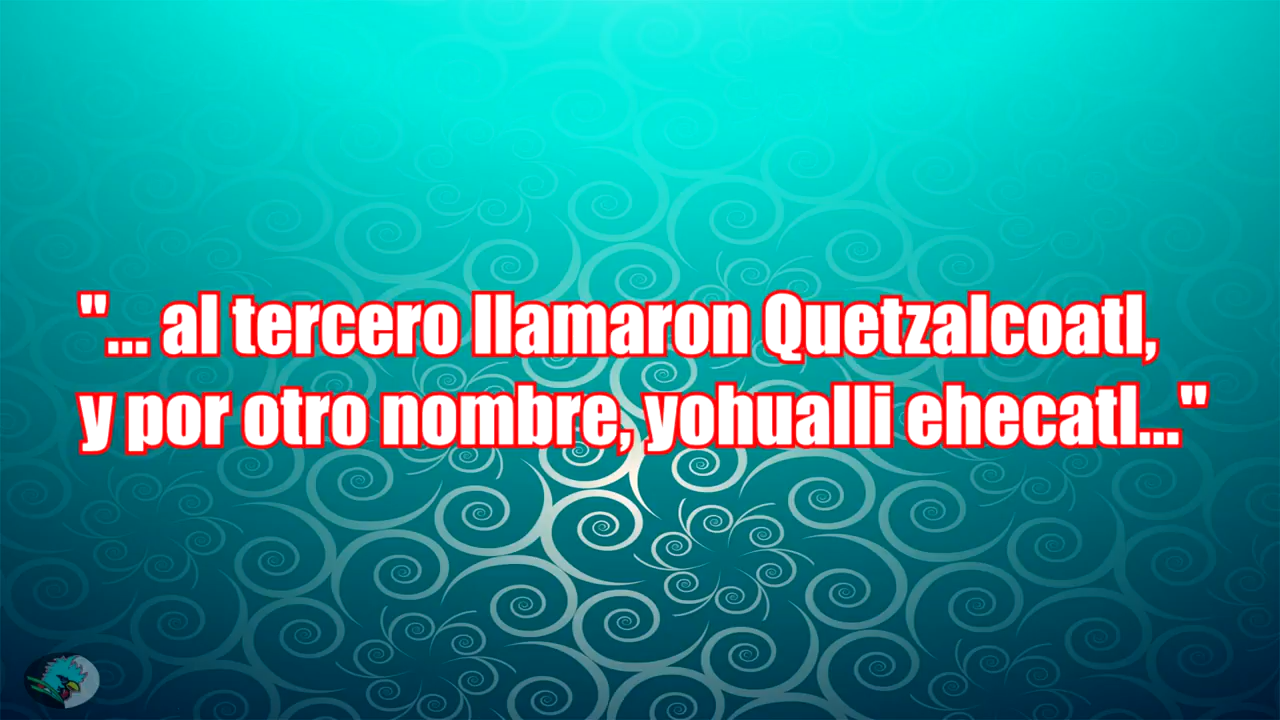 "... al tercero llamaron Quetzalcoatl,
y por otro nombre, yohualli ehecatl..."